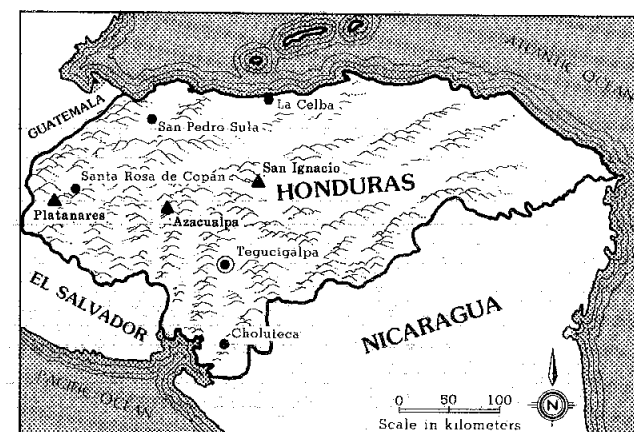 ATLANTIC OCEAN
GUATEMALA
La Celba
San Pedro Sula
San Ignacio
Santa Rosa de Copán
HONDURAS
Platanares
Azacualpa
Tegucigalpa
EL SALVADOR
Choluteca
NICARAGUA
PACIFIC OCEAN
0 50 100
Scale in kilometers
N